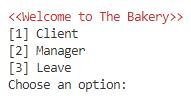 <<Welcome to The Bakery>>
[1] Client
[2] Manager
[3] Leave
Choose an option: